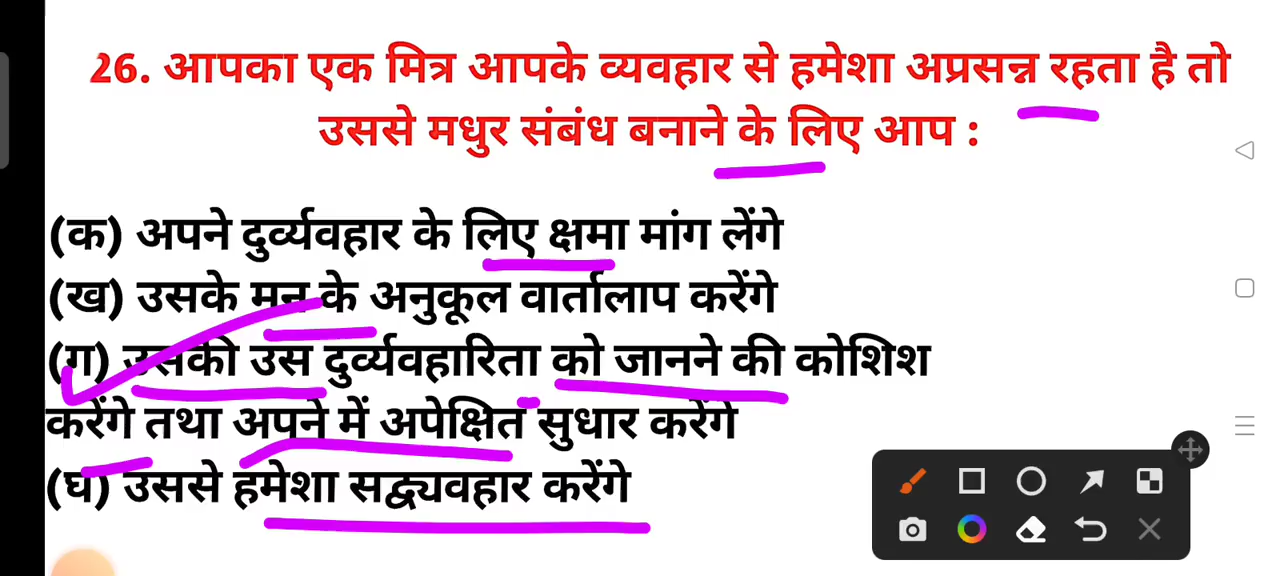 26. आपका एक मित्र आपके व्यवहार से हमेशा अप्रसन्न रहता है तो
उससे मधुर संबंध बनाने के लिए आप :
(क) अपने दुर्व्यवहार के लिए क्षमा मांग लेंगे
(ख) उसके मन के अनुकूल वार्तालाप करेंगे
(ग) उसकी उस दुर्व्यवहारिता को जानने की कोशिश
करेंगे तथा अपने में अपेक्षित सुधार करेंगे
(घ) उससे हमेशा सद्व्यवहार करेंगे